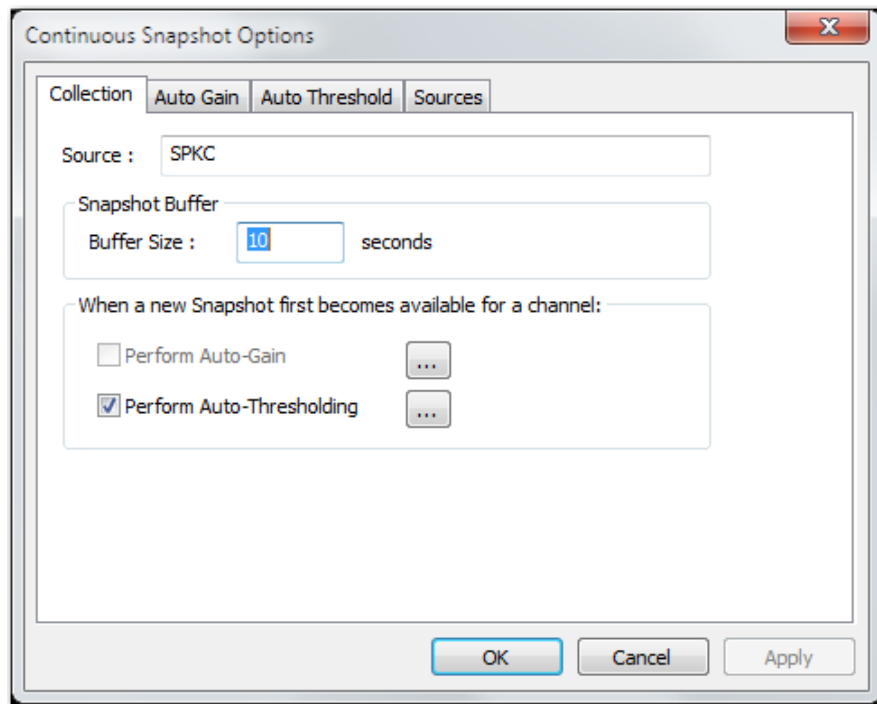 Continuous Snapshot Options
Collection Auto Gain Auto Threshold Sources
Source : SPKC
Snapshot Buffer
Buffer Size : 10 seconds
When a new Snapshot first becomes available for a channel:
Perform Auto-Gain ...
Perform Auto-Thresholding ...
OK Cancel Apply